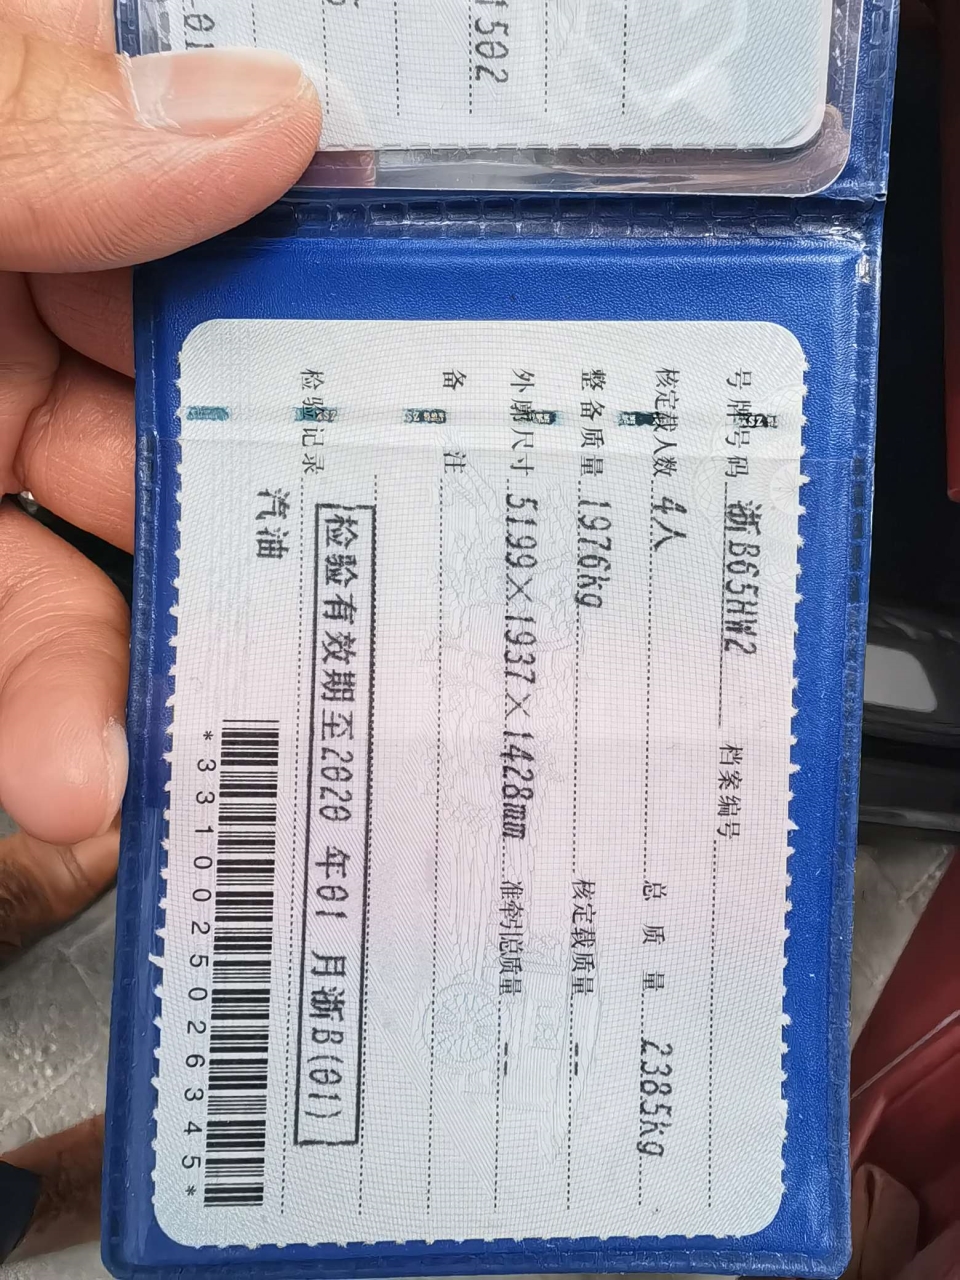 1502
号牌号码 浙B65HW2 档案编号
核定载人数 4人 总质量 2385kg
整备质量 1976kg 核定载质量 --
外廓尺寸 5199×1937×1428mm 准牵引总质量 --
备注
检验有效期至2020年01月浙B(01)
检验记录
汽油
*3310025026345*